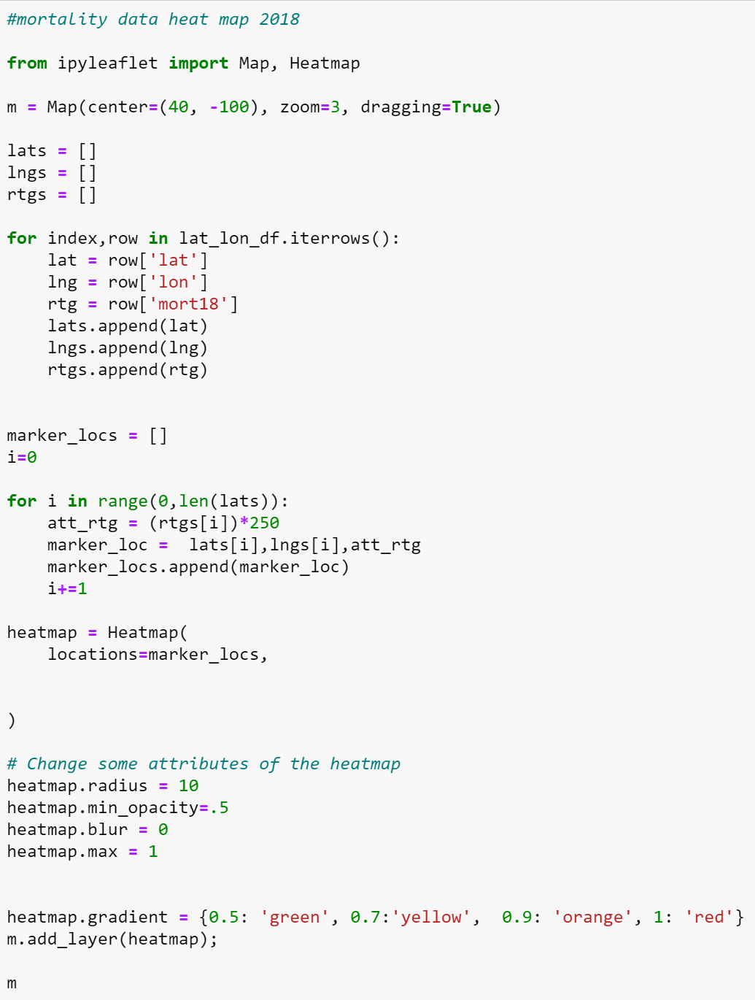 #mortality data heat map 2018
from ipyleaflet import Map, Heatmap
m = Map(center=(40, -100), zoom=3, dragging=True)
lats = []
lngs = []
rtgs = []
for index,row in lat_lon_df.iterrows():
    lat = row['lat']
    lng = row['lon']
    rtg = row['mort18']
    lats.append(lat)
    lngs.append(lng)
    rtgs.append(rtg)
marker_locs = []
i=0
for i in range(0,len(lats)):
    att_rtg = (rtgs[i])*250
    marker_loc =  lats[i],lngs[i],att_rtg
    marker_locs.append(marker_loc)
    i+=1
heatmap = Heatmap(
    locations=marker_locs,
)
# Change some attributes of the heatmap
heatmap.radius = 10
heatmap.min_opacity=.5
heatmap.blur = 0
heatmap.max = 1
heatmap.gradient = {0.5: 'green', 0.7:'yellow',  0.9: 'orange', 1: 'red'}
m.add_layer(heatmap);
m